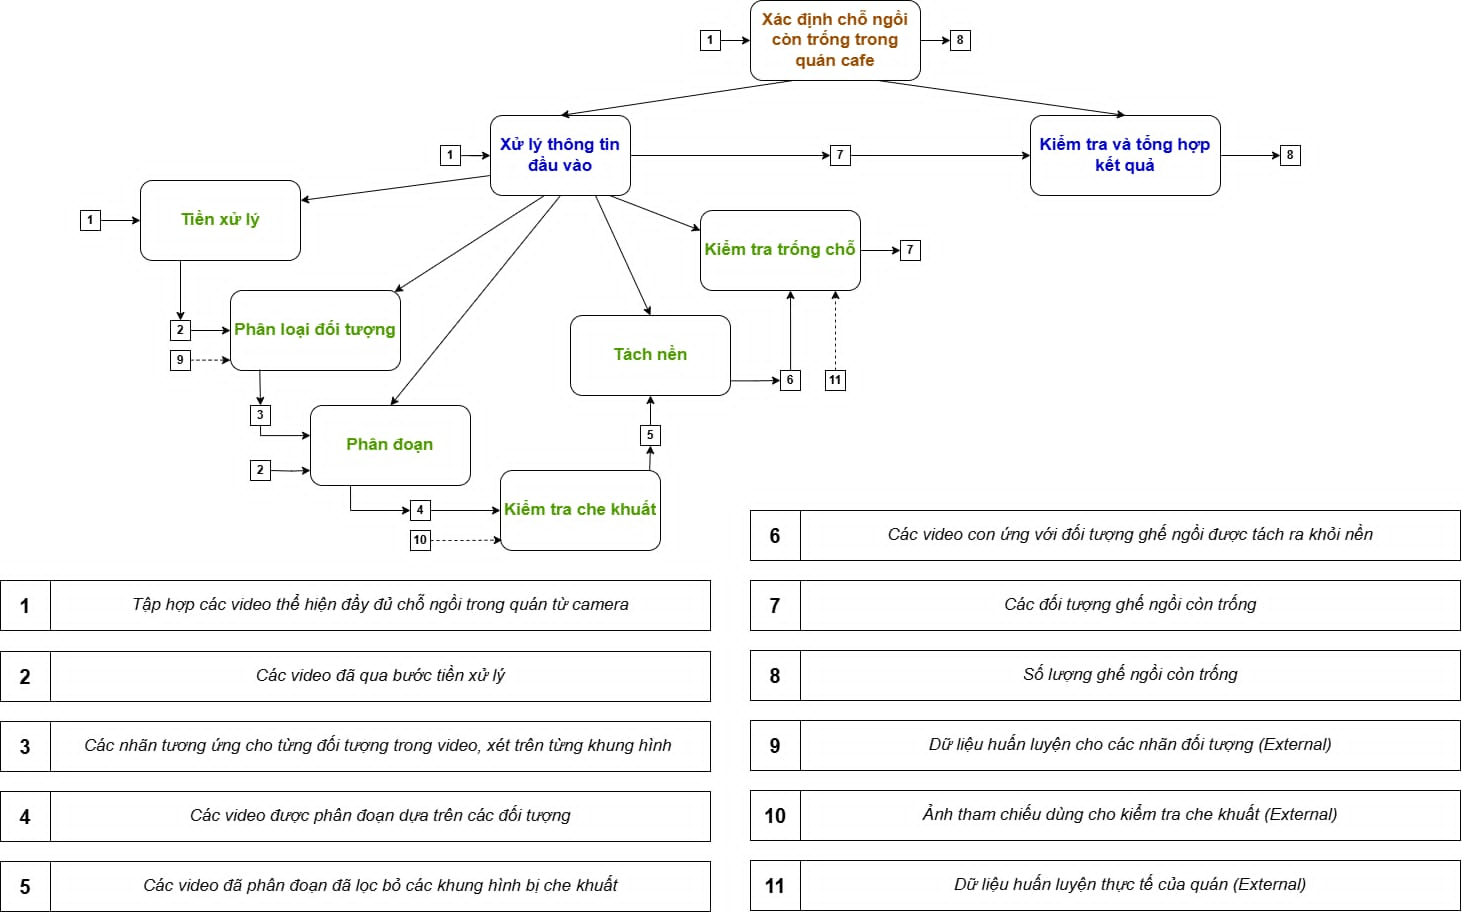 Xác định chỗ ngồi
còn trống trong
quán cafe
1
8
Xử lý thông tin
đầu vào
1
7
Kiểm tra và tổng hợp
kết quả
8
Tiền xử lý
1
Kiểm tra trống chỗ
7
2
Phân loại đối tượng
9
Tách nền
6
11
3
Phân đoạn
5
2
4
Kiểm tra che khuất
10
1
Tập hợp các video thể hiện đầy đủ chỗ ngồi trong quán từ camera
2
Các video đã qua bước tiền xử lý
3
Các nhãn tương ứng cho từng đối tượng trong video, xét trên từng khung hình
4
Các video được phân đoạn dựa trên các đối tượng
5
Các video đã phân đoạn đã lọc bỏ các khung hình bị che khuất
6
Các video con ứng với đối tượng ghế ngồi được tách ra khỏi nền
7
Các đối tượng ghế ngồi còn trống
8
Số lượng ghế ngồi còn trống
9
Dữ liệu huấn luyện cho các nhãn đối tượng (External)
10
Ảnh tham chiếu dùng cho kiểm tra che khuất (External)
11
Dữ liệu huấn luyện thực tế của quán (External)